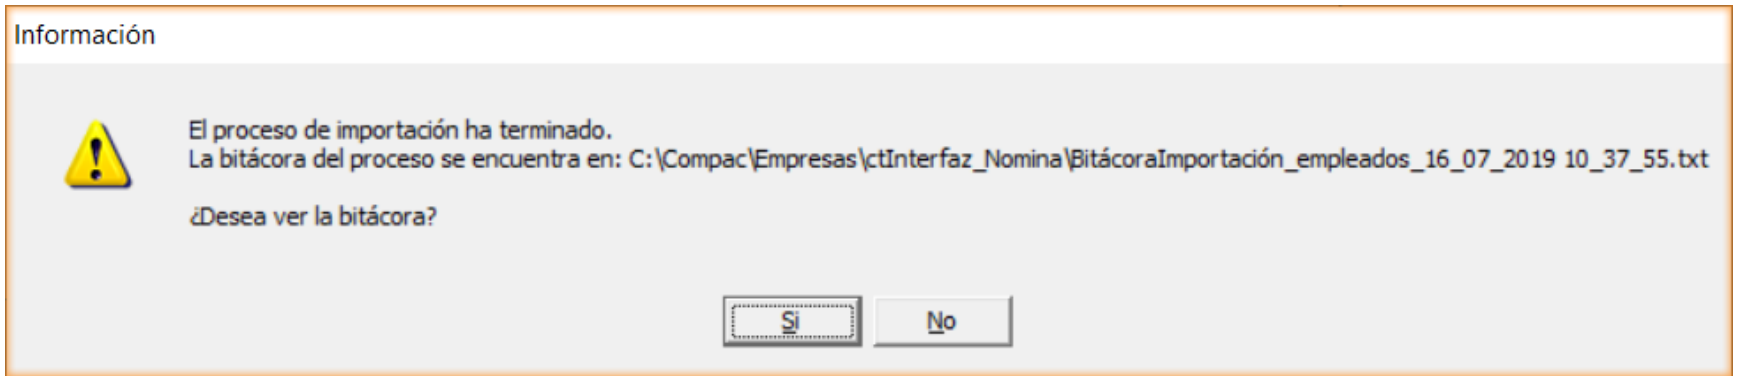 Información
El proceso de importación ha terminado.
La bitácora del proceso se encuentra en: C:\Compac\Empresas\ctInterfaz_Nomina\BitácoraImportación_empleados_16_07_2019 10_37_55.txt
¿Desea ver la bitácora?
Si No